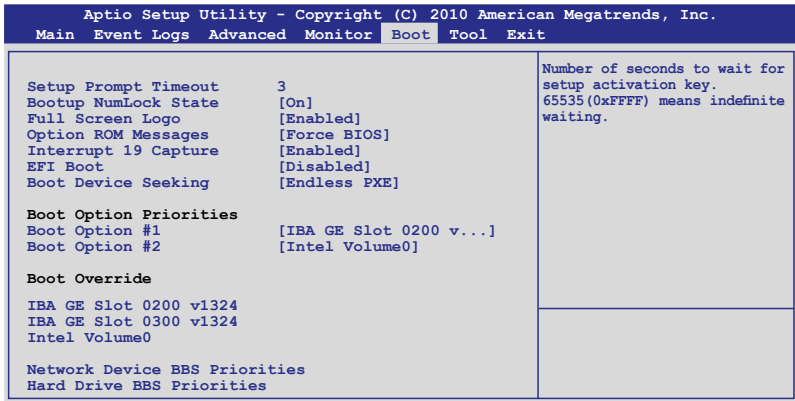 Aptio Setup Utility - Copyright (C) 2010 American Megatrends, Inc.
Main Event Logs Advanced Monitor Boot Tool Exit
Setup Prompt Timeout 3
Bootup NumLock State [On]
Full Screen Logo [Enabled]
Option ROM Messages [Force BIOS]
Interrupt 19 Capture [Enabled]
EFI Boot [Disabled]
Boot Device Seeking [Endless PXE]
Boot Option Priorities
Boot Option #1 [IBA GE Slot 0200 v...]
Boot Option #2 [Intel Volume0]
Boot Override
IBA GE Slot 0200 v1324
IBA GE Slot 0300 v1324
Intel Volume0
Network Device BBS Priorities
Hard Drive BBS Priorities
Number of seconds to wait for
setup activation key.
65535(0xFFFF) means indefinite
waiting.